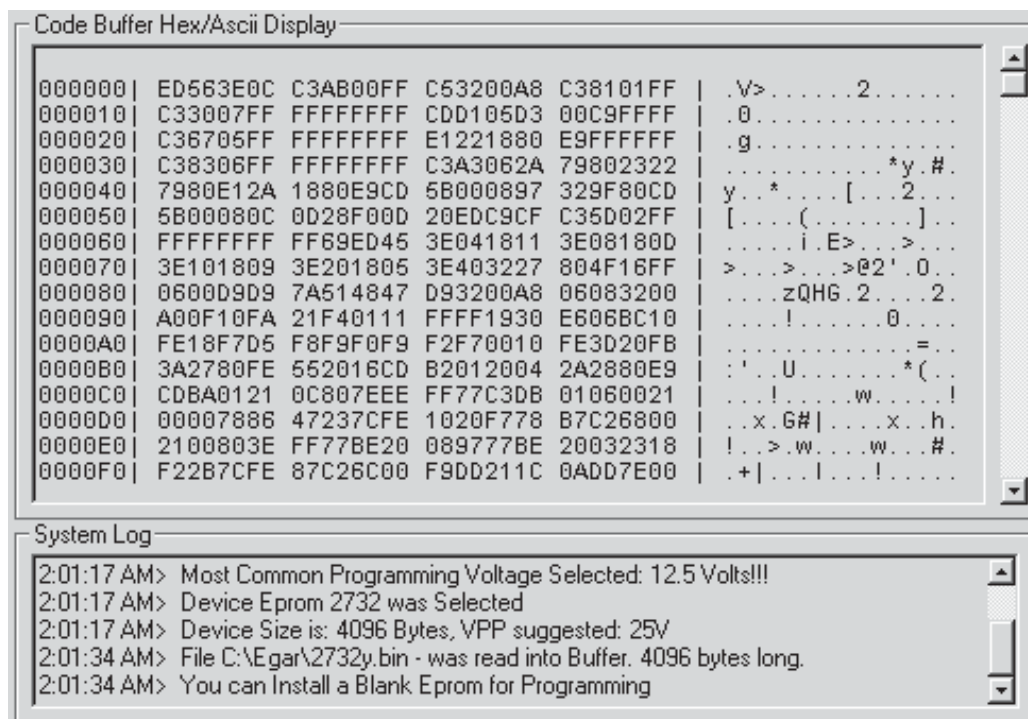 Code Buffer Hex/Ascii Display
000000| ED563E0C C3AB00FF C53200A8 C38101FF | .V>.......2......
000010| C33007FF FFFFFFFF CDD105D3 00C9FFFF | .0..............
000020| C36705FF FFFFFFFF E1221880 E9FFFFFF | .g..............
000030| C38306FF FFFFFFFF C3A3062A 79802322 | ...........*y.#.
000040| 7980E12A 1880E9CD 5B000897 329F80CD | y..*....[...2...
000050| 5B00080C 0D28F00D 20EDC9CF C35D02FF | [....(.......]..
000060| FFFFFFFF FF69ED45 3E041811 3E08180D | .....i.E>...>...
000070| 3E101809 3E201805 3E403227 804F16FF | >...>...>@2'.O..
000080| 0600D9D9 7A514847 D93200A8 06083200 | ....zQHG.2....2.
000090| A00F10FA 21F40111 FFFF1930 E606BC10 | ....!......0....
0000A0| FE18F7D5 F8F9F0F9 F2F70010 FE3D20FB | .............=..
0000B0| 3A2780FE 552016CD B2012004 2A2880E9 | :'..U.......*(..
0000C0| CDBA0121 0C807EEE FF77C3DB 01060021 | ...!.....w.....!
0000D0| 00007886 47237CFE 1020F778 B7C26800 | ..x.G#|....x..h.
0000E0| 2100803E FF77BE20 089777BE 20032318 | !..>.w....w...#.
0000F0| F22B7CFE 87C26C00 F9DD211C 0ADD7E00 | .+|...l...!.....
System Log
2:01:17 AM> Most Common Programming Voltage Selected: 12.5 Volts!!!
2:01:17 AM> Device Eprom 2732 was Selected
2:01:17 AM> Device Size is: 4096 Bytes, VPP suggested: 25V
2:01:34 AM> File C:\Egar\2732y.bin - was read into Buffer. 4096 bytes long.
2:01:34 AM> You can Install a Blank Eprom for Programming